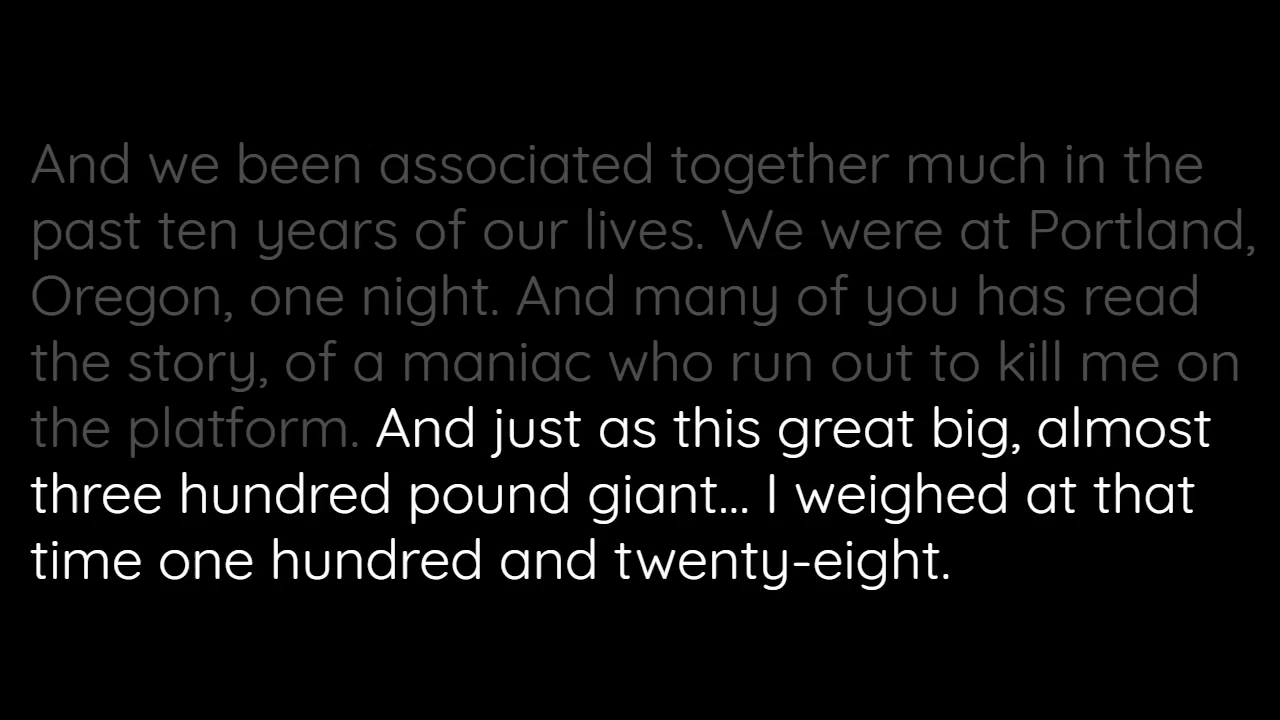 And we been associated together much in the
past ten years of our lives. We were at Portland,
Oregon, one night. And many of you has read
the story, of a maniac who run out to kill me on
the platform. And just as this great big, almost
three hundred pound giant... I weighed at that
time one hundred and twenty-eight.